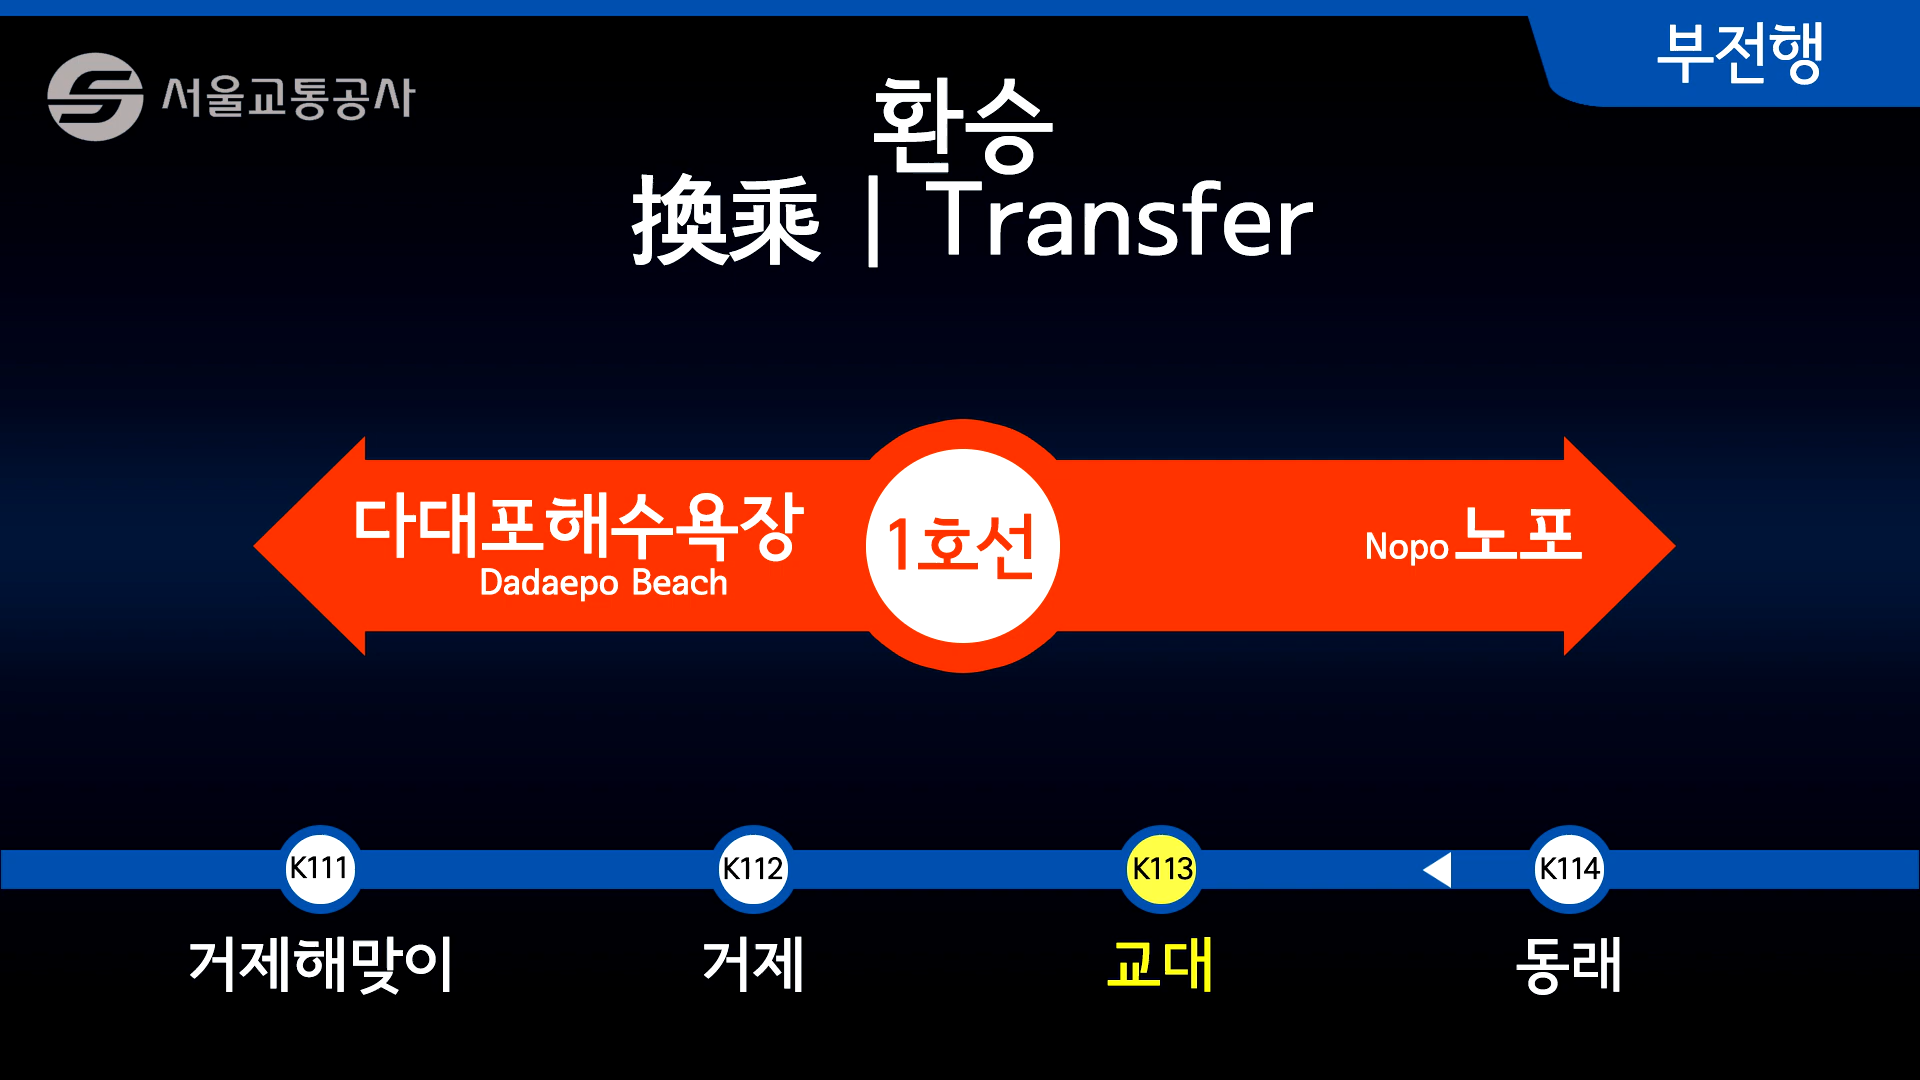 서울교통공사
부전행
환승
換乘 | Transfer
다대포해수욕장
Dadaepo Beach
1호선
Nopo 노포
K111
K112
K113
K114
거제해맞이
거제
교대
동래